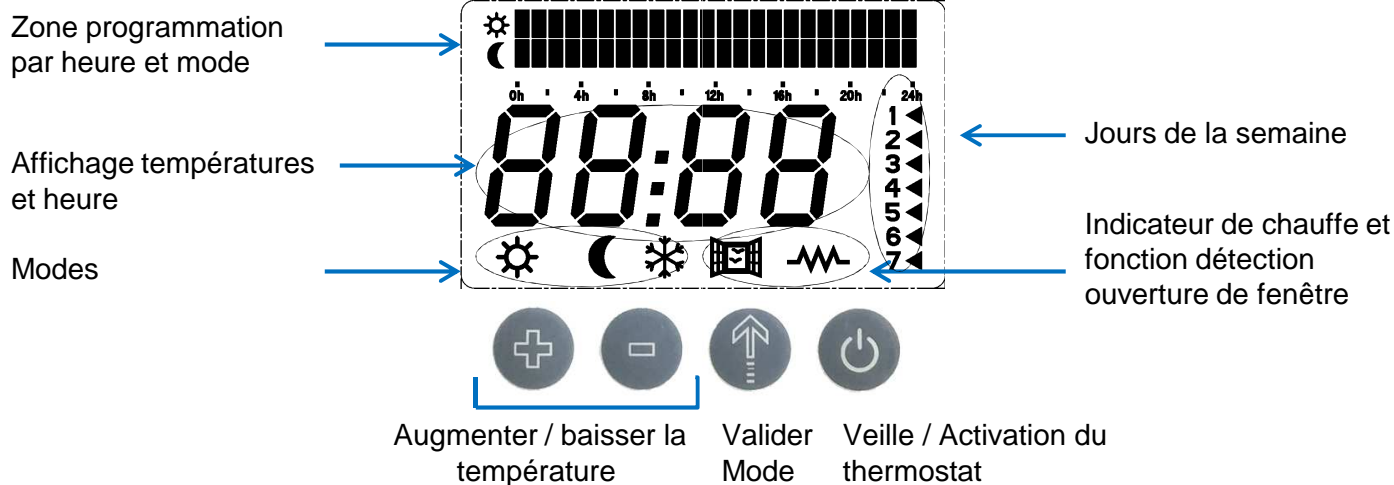 Zone programmation
par heure et mode
0h 4h 8h 12h 16h 20h 24h
88:88
1
2
3
4
5
6
7
Jours de la semaine
Affichage températures
et heure
Indicateur de chauffe et
fonction détection
ouverture de fenêtre
Modes
Augmenter / baisser la
température
Valider
Mode
Veille / Activation du
thermostat